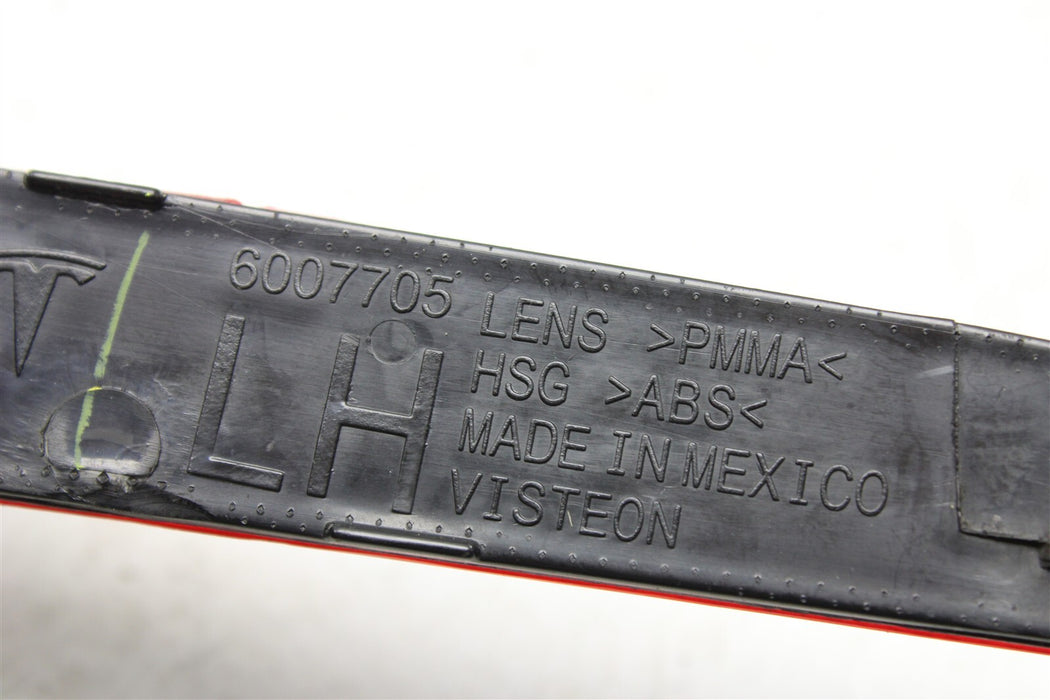 6007705
LH
LENS >PMMA<
HSG >ABS<
MADE IN MEXICO
VISTEON